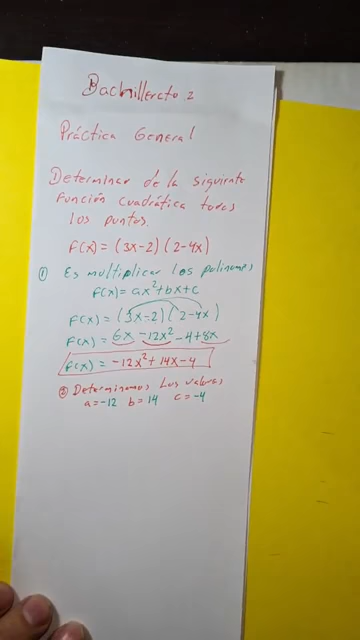 Bachillerato 2
Práctica General
Determinar de la siguiente
función cuadrática todos
los puntos.
F(x) = (3x-2)(2-4x)
① Es multiplicar los polinomios
F(x) = ax²+bx+c
F(x) = (3x-2)(2-4x)
F(x) = 6x -12x² -4+8x
F(x) = -12x²+14x-4
② Determinamos los valores
a=-12 b=14 c=-4